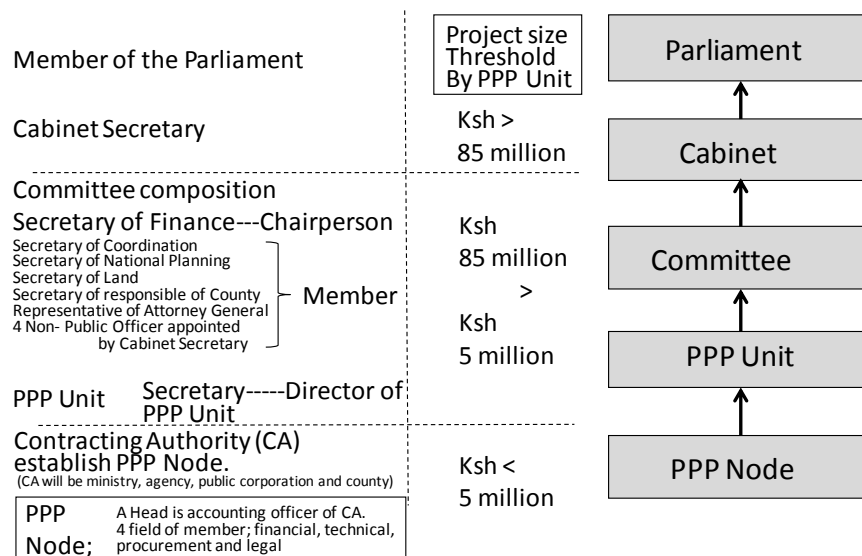 Member of the Parliament
Project size
Threshold
By PPP Unit
Parliament
Cabinet Secretary
Ksh >
85 million
Cabinet
Committee composition
Secretary of Finance---Chairperson
Secretary of Coordination
Secretary of National Planning
Secretary of Land
Secretary of responsible of County
Representative of Attorney General
4 Non- Public Officer appointed
by Cabinet Secretary
Member
Ksh
85 million
>
Ksh
5 million
Committee
PPP Unit
PPP Unit
Secretary-----Director of
PPP Unit
Contracting Authority (CA)
establish PPP Node.
(CA will be ministry, agency, public corporation and county)
Ksh <
5 million
PPP Node
PPP
Node;
A Head is accounting officer of CA.
4 field of member; financial, technical,
procurement and legal